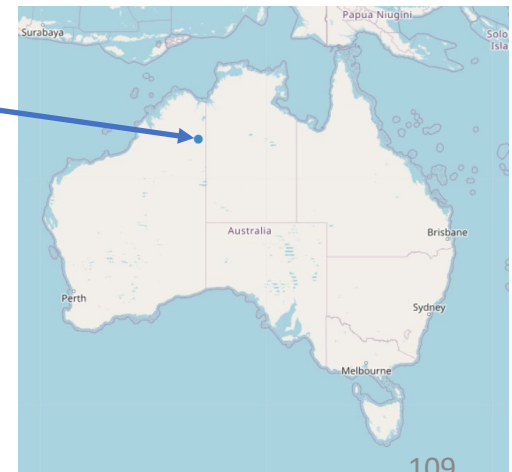 Papua Niugini
Surabaya
Solo
Isla
Australia
Brisbane
Perth
Sydney
Melbourne
109